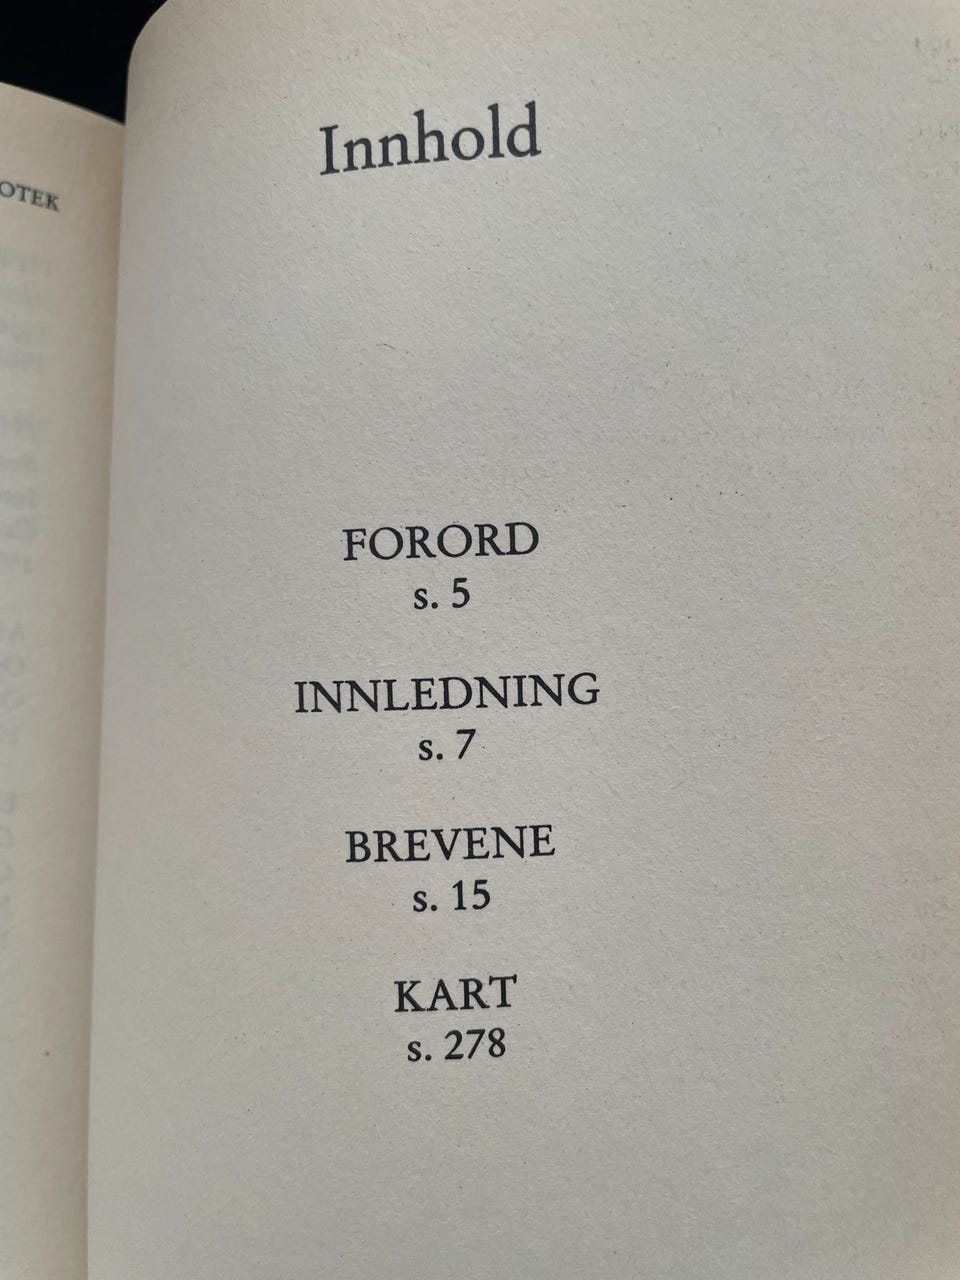 OTEK
Innhold
FORORD
s. 5
INNLEDNING
s. 7
BREVENE
s. 15
KART
s. 278